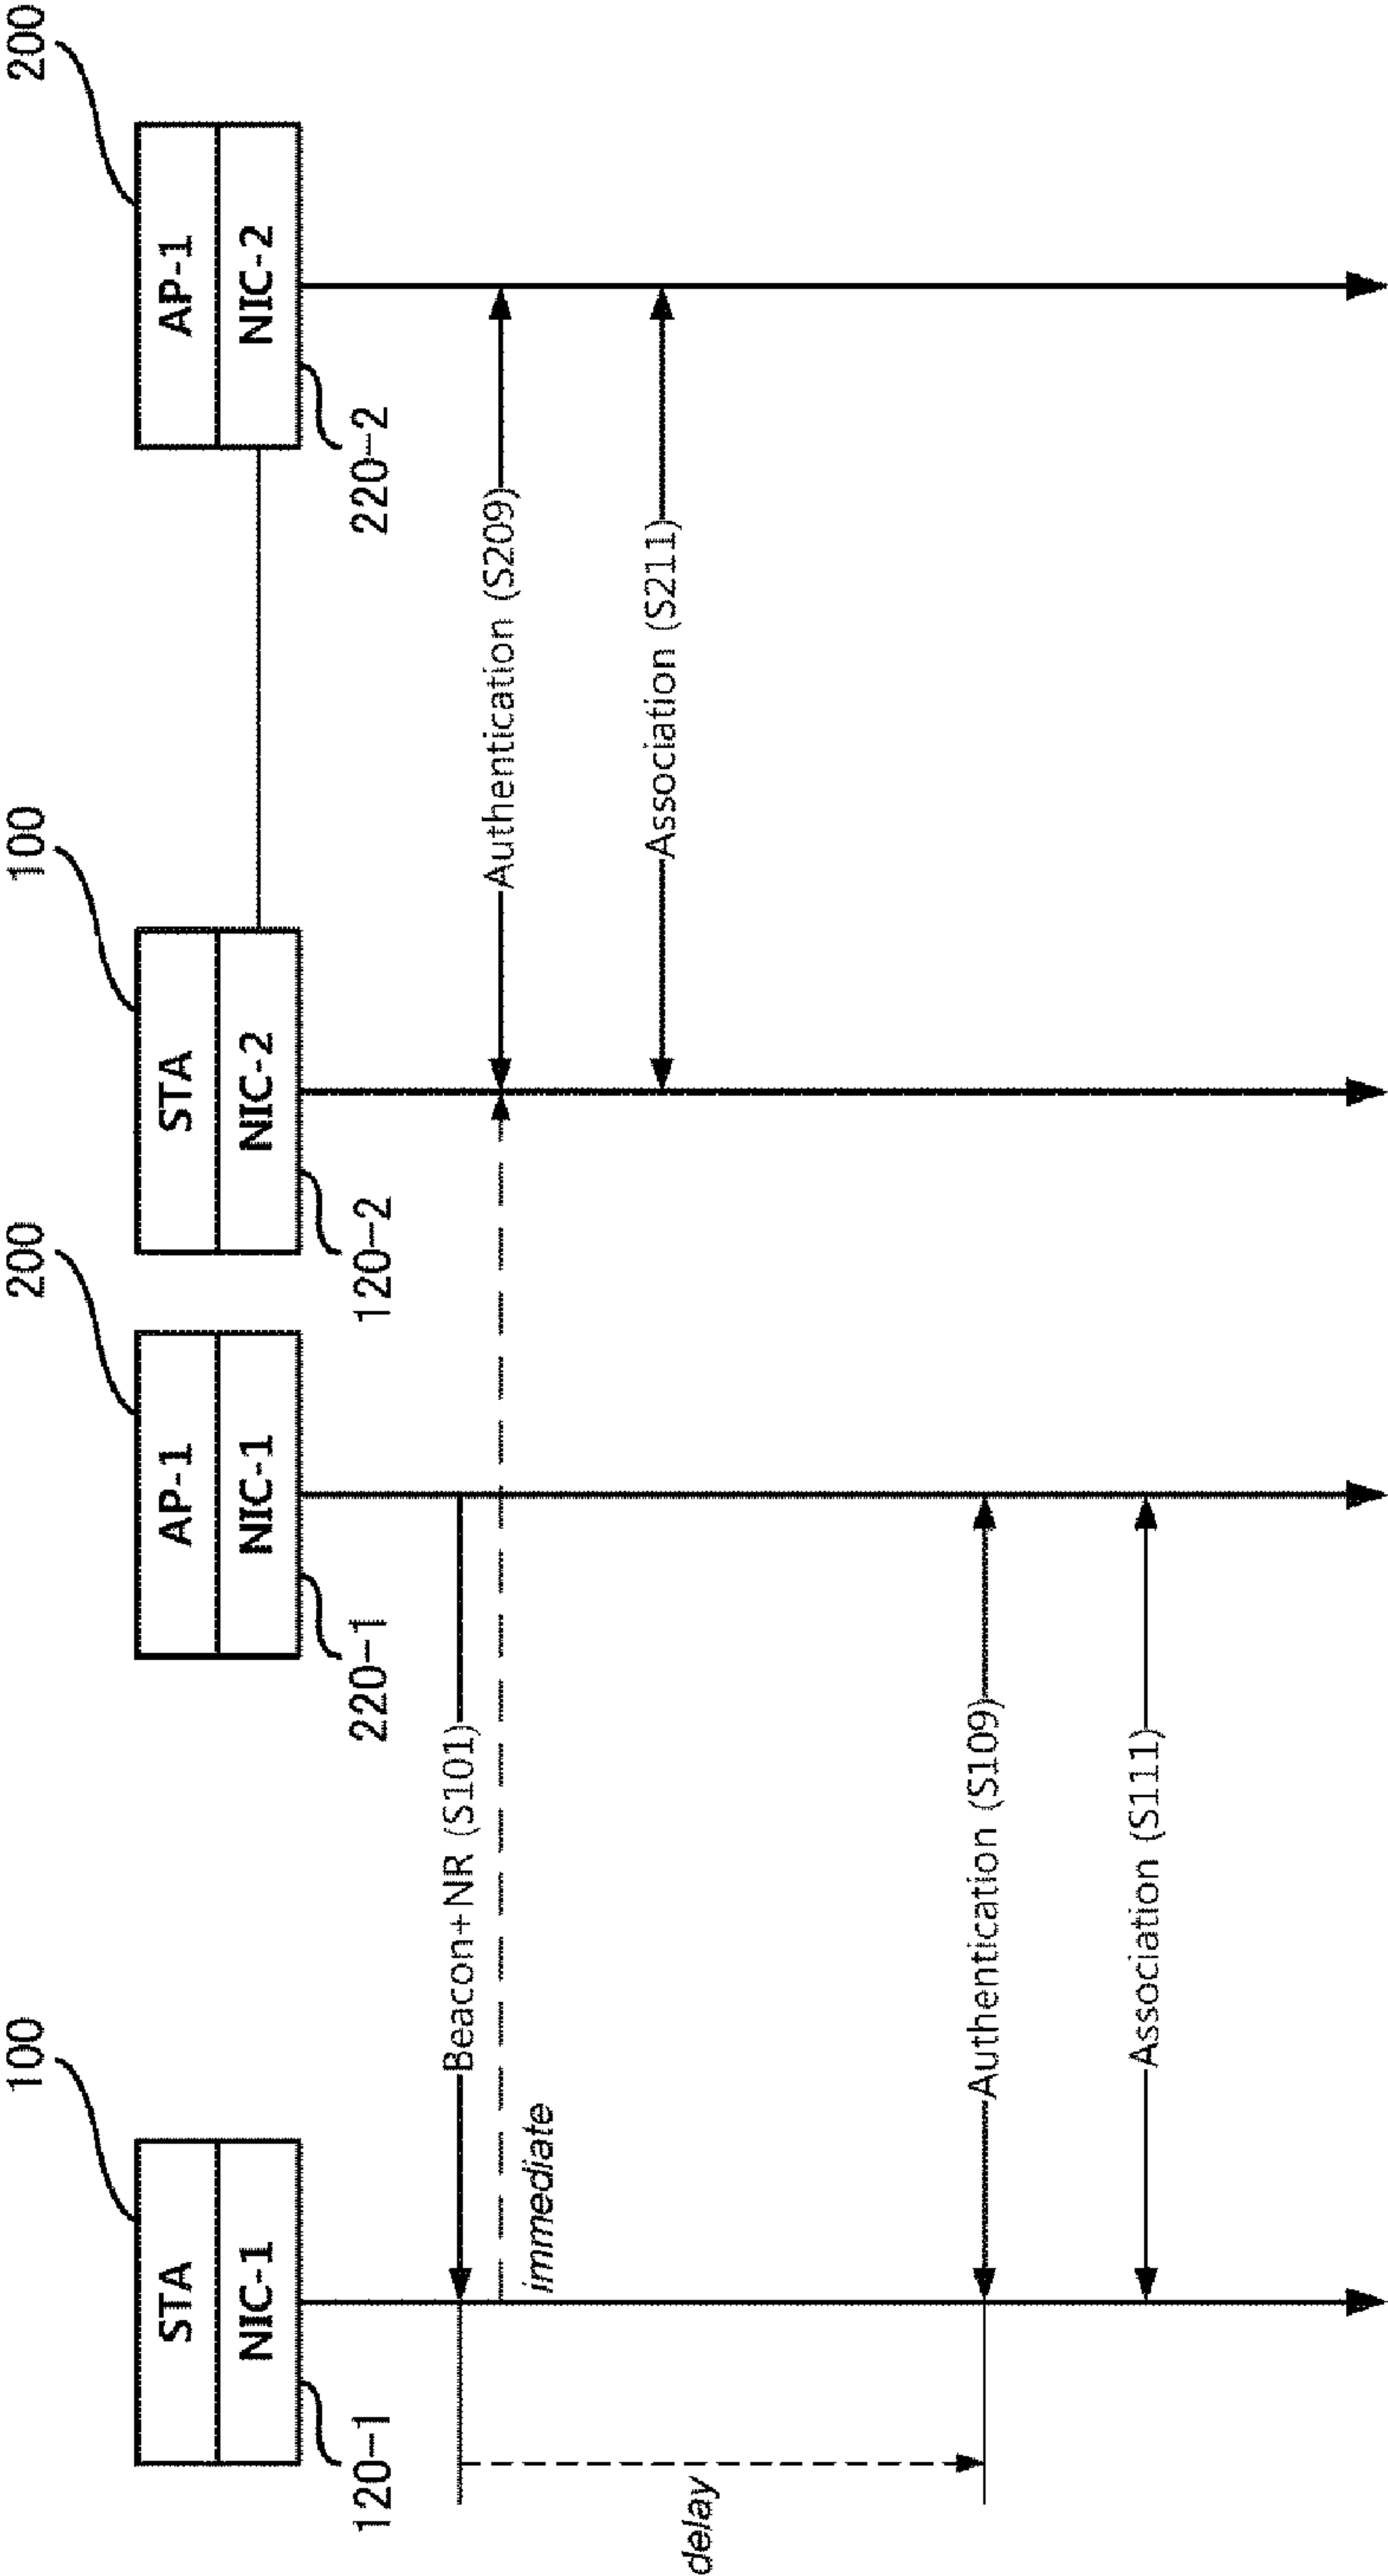 100
200
100
200
STA
NIC-1
AP-1
NIC-1
STA
NIC-2
AP-1
NIC-2
120-1
220-1
120-2
220-2
Beacon+NR (S101)
immediate
Authentication (S209)
Association (S211)
delay
Authentication (S109)
Association (S111)